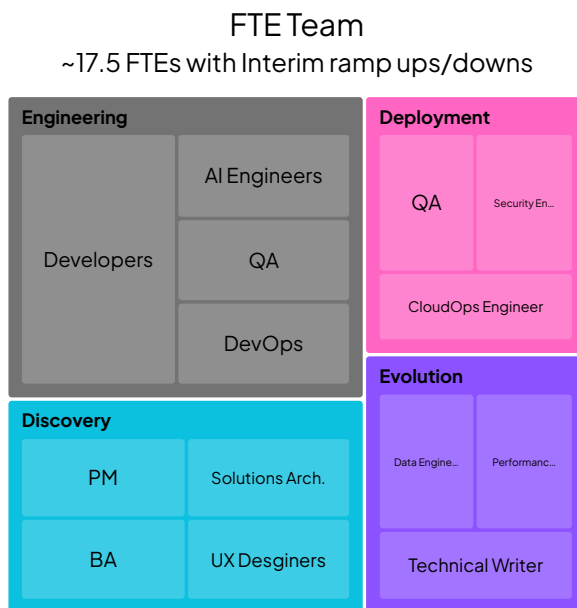 FTE Team
~17.5 FTEs with Interim ramp ups/downs
Engineering
Developers
AI Engineers
QA
DevOps
Deployment
QA
Security En...
CloudOps Engineer
Discovery
PM
Solutions Arch.
BA
UX Desginers
Evolution
Data Engine...
Performanc...
Technical Writer